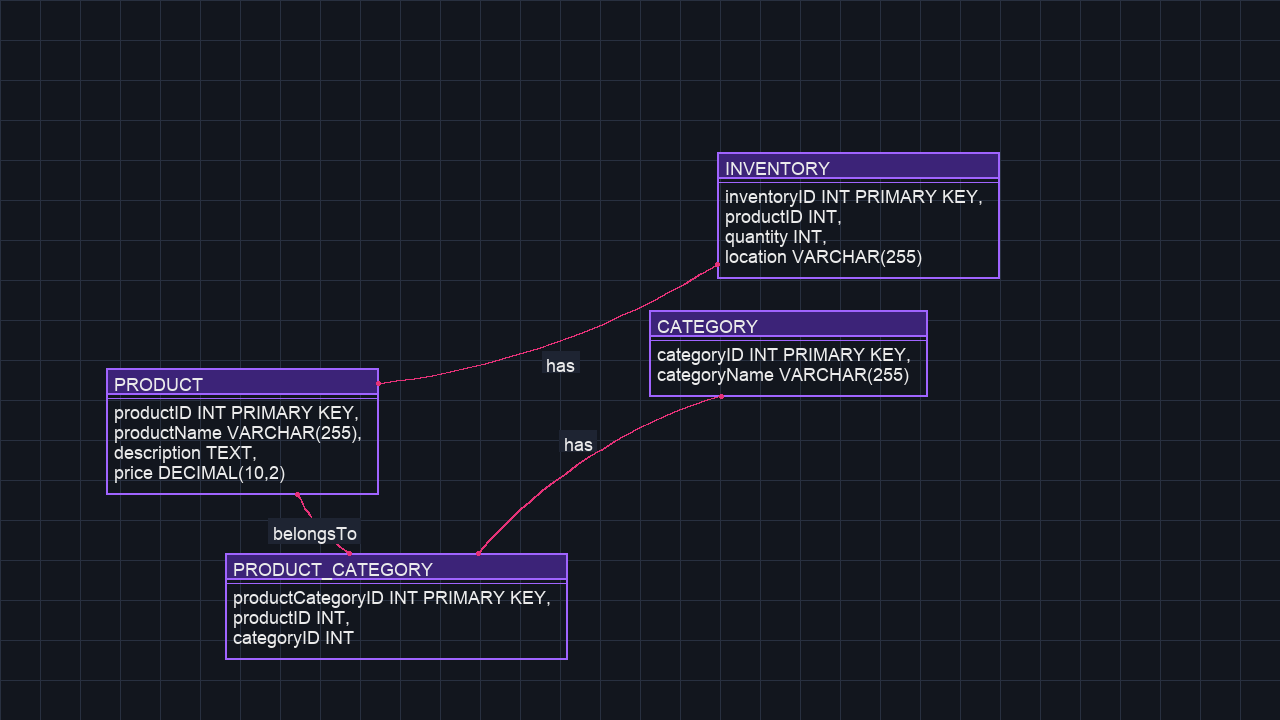 INVENTORY
inventoryID INT PRIMARY KEY,
productID INT,
quantity INT,
location VARCHAR(255)
CATEGORY
categoryID INT PRIMARY KEY,
categoryName VARCHAR(255)
has
PRODUCT
productID INT PRIMARY KEY,
productName VARCHAR(255),
description TEXT,
price DECIMAL(10,2)
has
belongsTo
PRODUCT_CATEGORY
productCategoryID INT PRIMARY KEY,
productID INT,
categoryID INT